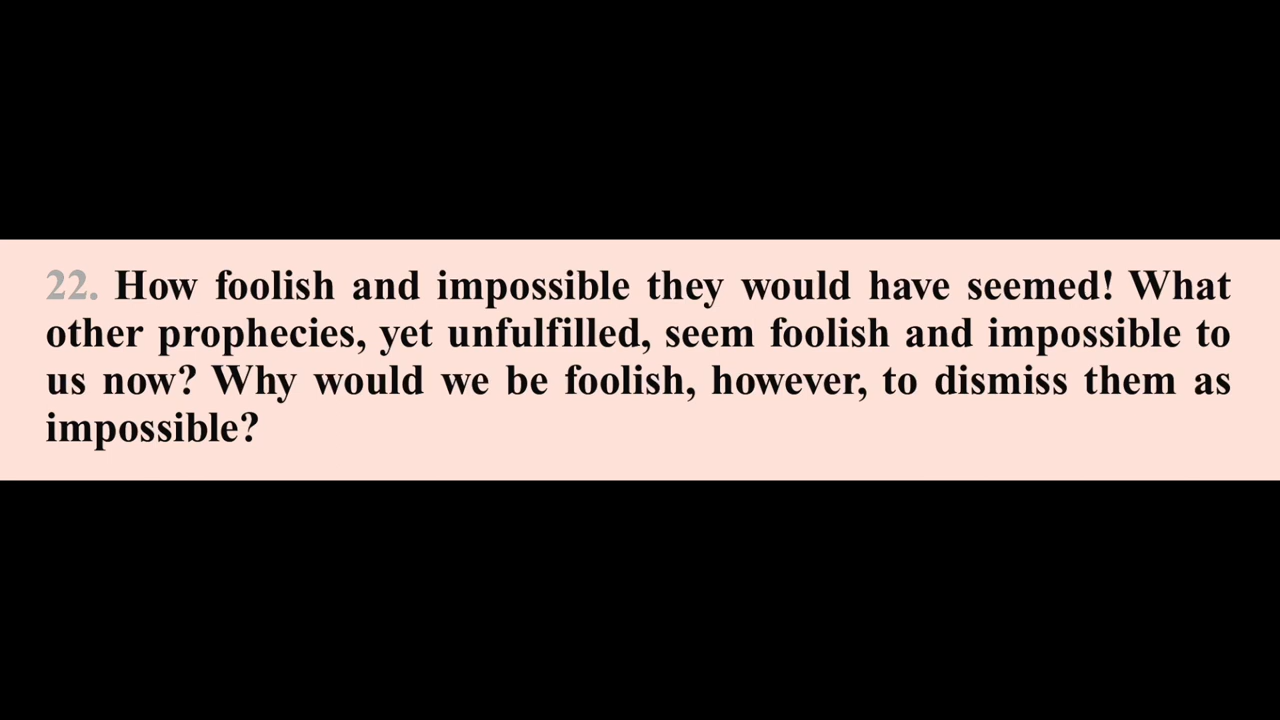 22. How foolish and impossible they would have seemed! What
other prophecies, yet unfulfilled, seem foolish and impossible to
us now? Why would we be foolish, however, to dismiss them as
impossible?